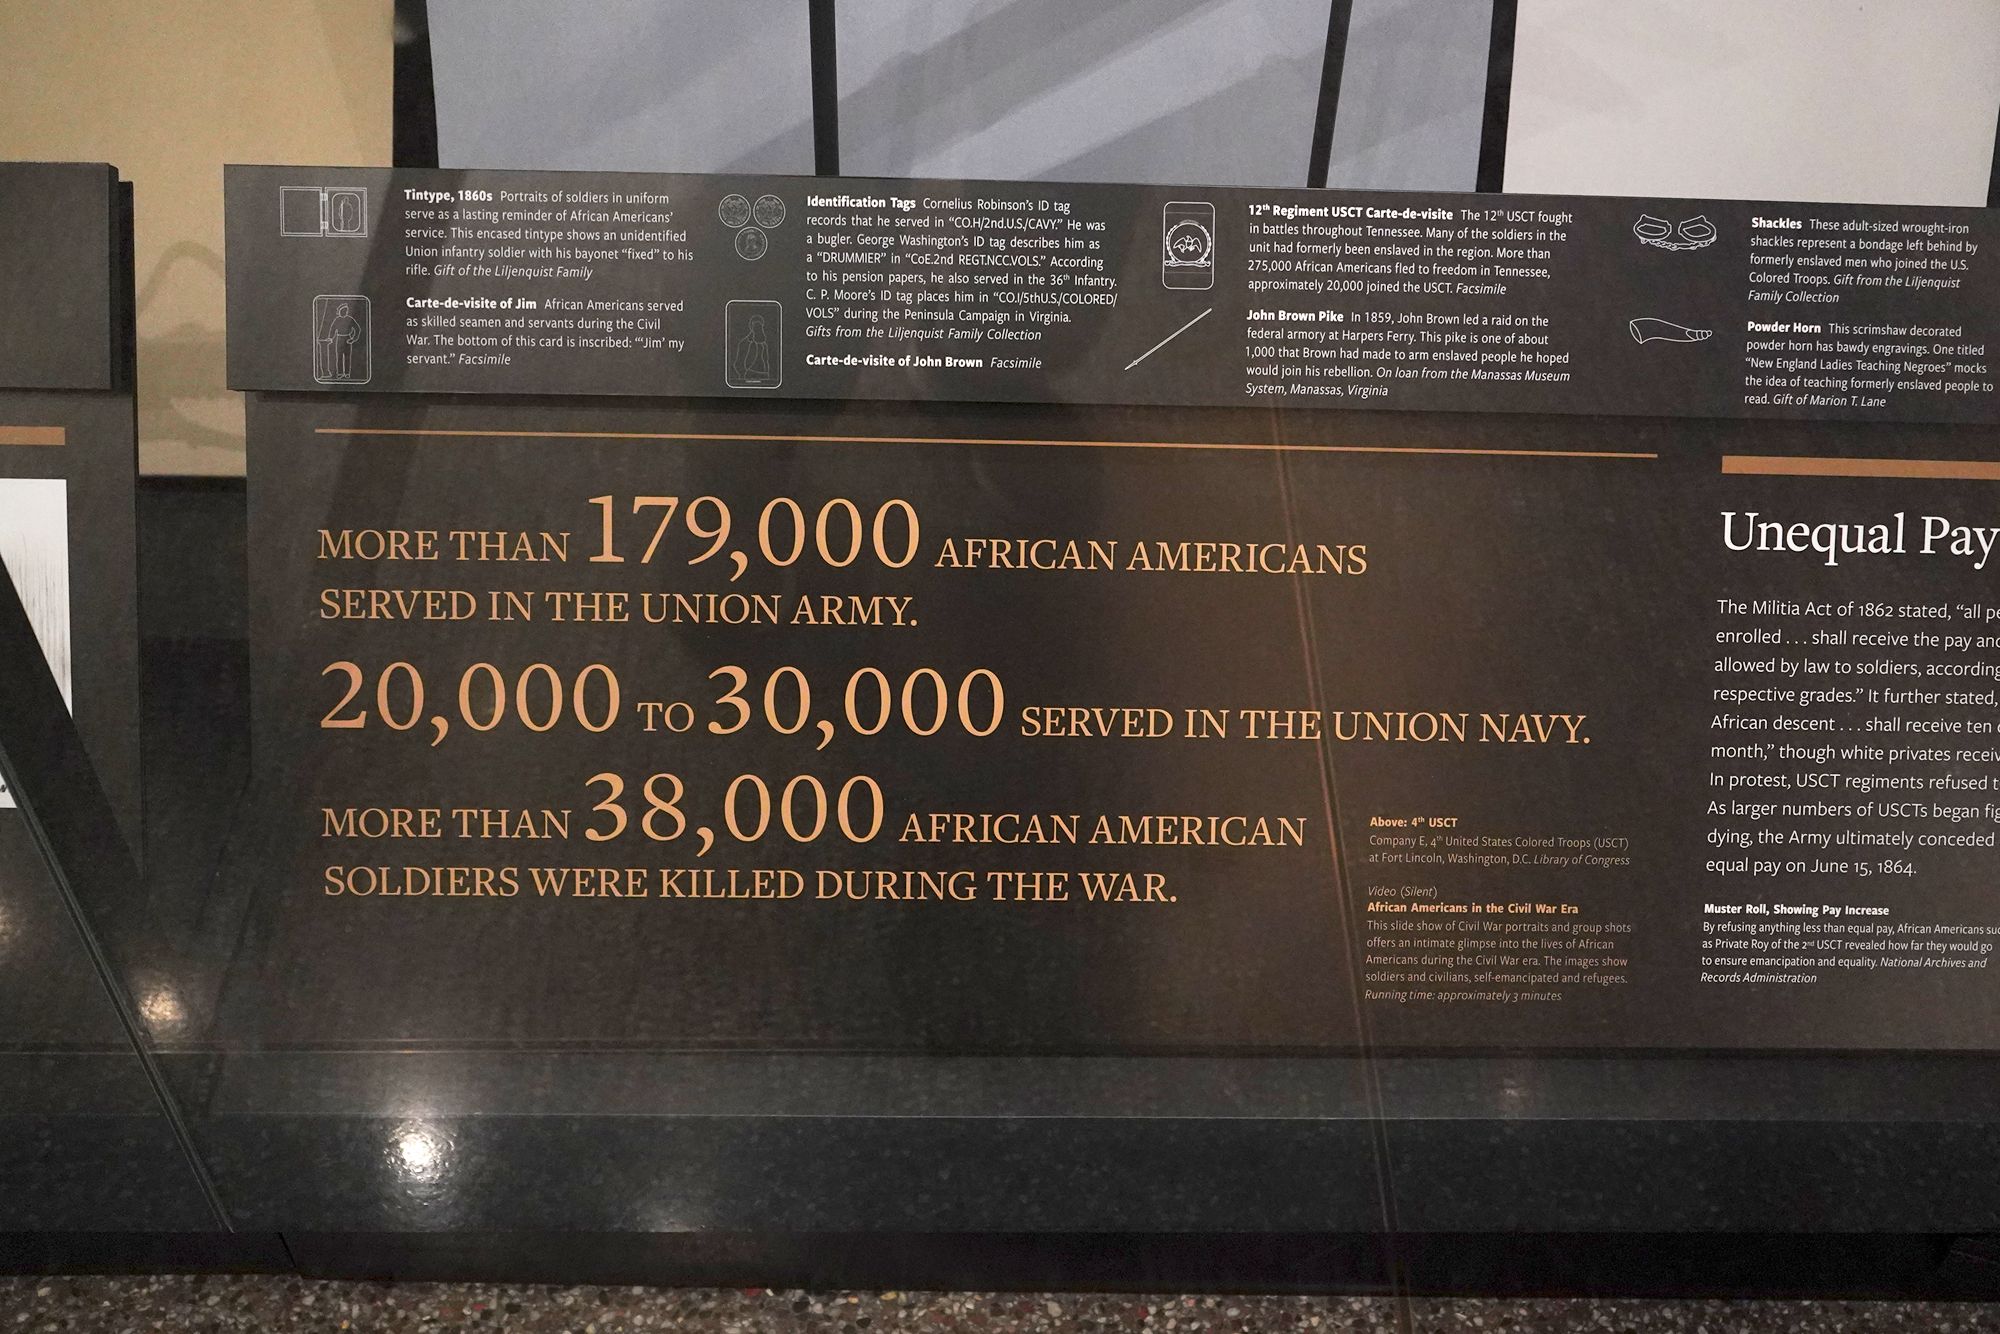 Tintype, 1860s Portraits of soldiers in uniform
serve as a lasting reminder of African Americans’
service. This encased tintype shows an unidentified
Union infantry soldier with his bayonet “fixed” to his
rifle. Gift of the Liljenquist Family
Carte-de-visite of Jim African Americans served
as skilled seamen and servants during the Civil
War. The bottom of this card is inscribed: “‘Jim’ my
servant.” Facsimile
Identification Tags Cornelius Robinson’s ID tag
records that he served in “CO.H/2nd.U.S./CAVY.” He was
a bugler. George Washington’s ID tag describes him as
a “DRUMMIER” in “CoE.2nd REGT.NCC.VOLS.” According
to his pension papers, he also served in the 36th Infantry.
C. P. Moore’s ID tag places him in “CO.I/5thU.S./COLORED/
VOLS” during the Peninsula Campaign in Virginia.
Gifts from the Liljenquist Family Collection
Carte-de-visite of John Brown Facsimile
12th Regiment USCT Carte-de-visite The 12th USCT fought
in battles throughout Tennessee. Many of the soldiers in the
unit had formerly been enslaved in the region. More than
275,000 African Americans fled to freedom in Tennessee,
approximately 20,000 joined the USCT. Facsimile
John Brown Pike In 1859, John Brown led a raid on the
federal armory at Harpers Ferry. This pike is one of about
1,000 that Brown had made to arm enslaved people he hoped
would join his rebellion. On loan from the Manassas Museum
System, Manassas, Virginia
Shackles These adult-sized wrought-iron
shackles represent a bondage left behind by
formerly enslaved men who joined the U.S.
Colored Troops. Gift from the Liljenquist
Family Collection
Powder Horn This scrimshaw decorated
powder horn has bawdy engravings. One titled
“New England Ladies Teaching Negroes” mocks
the idea of teaching formerly enslaved people to
read. Gift of Marion T. Lane
MORE THAN 179,000 AFRICAN AMERICANS
SERVED IN THE UNION ARMY.
20,000 TO 30,000 SERVED IN THE UNION NAVY.
MORE THAN 38,000 AFRICAN AMERICAN
SOLDIERS WERE KILLED DURING THE WAR.
Above: 4th USCT
Company E, 4th United States Colored Troops (USCT)
at Fort Lincoln, Washington, D.C. Library of Congress
Video (Silent)
African Americans in the Civil War Era
This slide show of Civil War portraits and group shots
offers an intimate glimpse into the lives of African
Americans during the Civil War era. The images show
soldiers and civilians, self-emancipated and refugees.
Running time: approximately 3 minutes
Unequal Pay
The Militia Act of 1862 stated, “all
enrolled . . . shall receive the pay and
allowed by law to soldiers, according
respective grades.” It further stated,
African descent . . . shall receive ten
month,” though white privates
In protest, USCT regiments refused
As larger numbers of USCTs began
dying, the Army ultimately conceded
equal pay on June 15, 1864.
Muster Roll, Showing Pay Increase
By refusing anything less than equal pay, African Americans
as Private Roy of the 2nd USCT revealed how far they would go
to ensure emancipation and equality. National Archives and
Records Administration